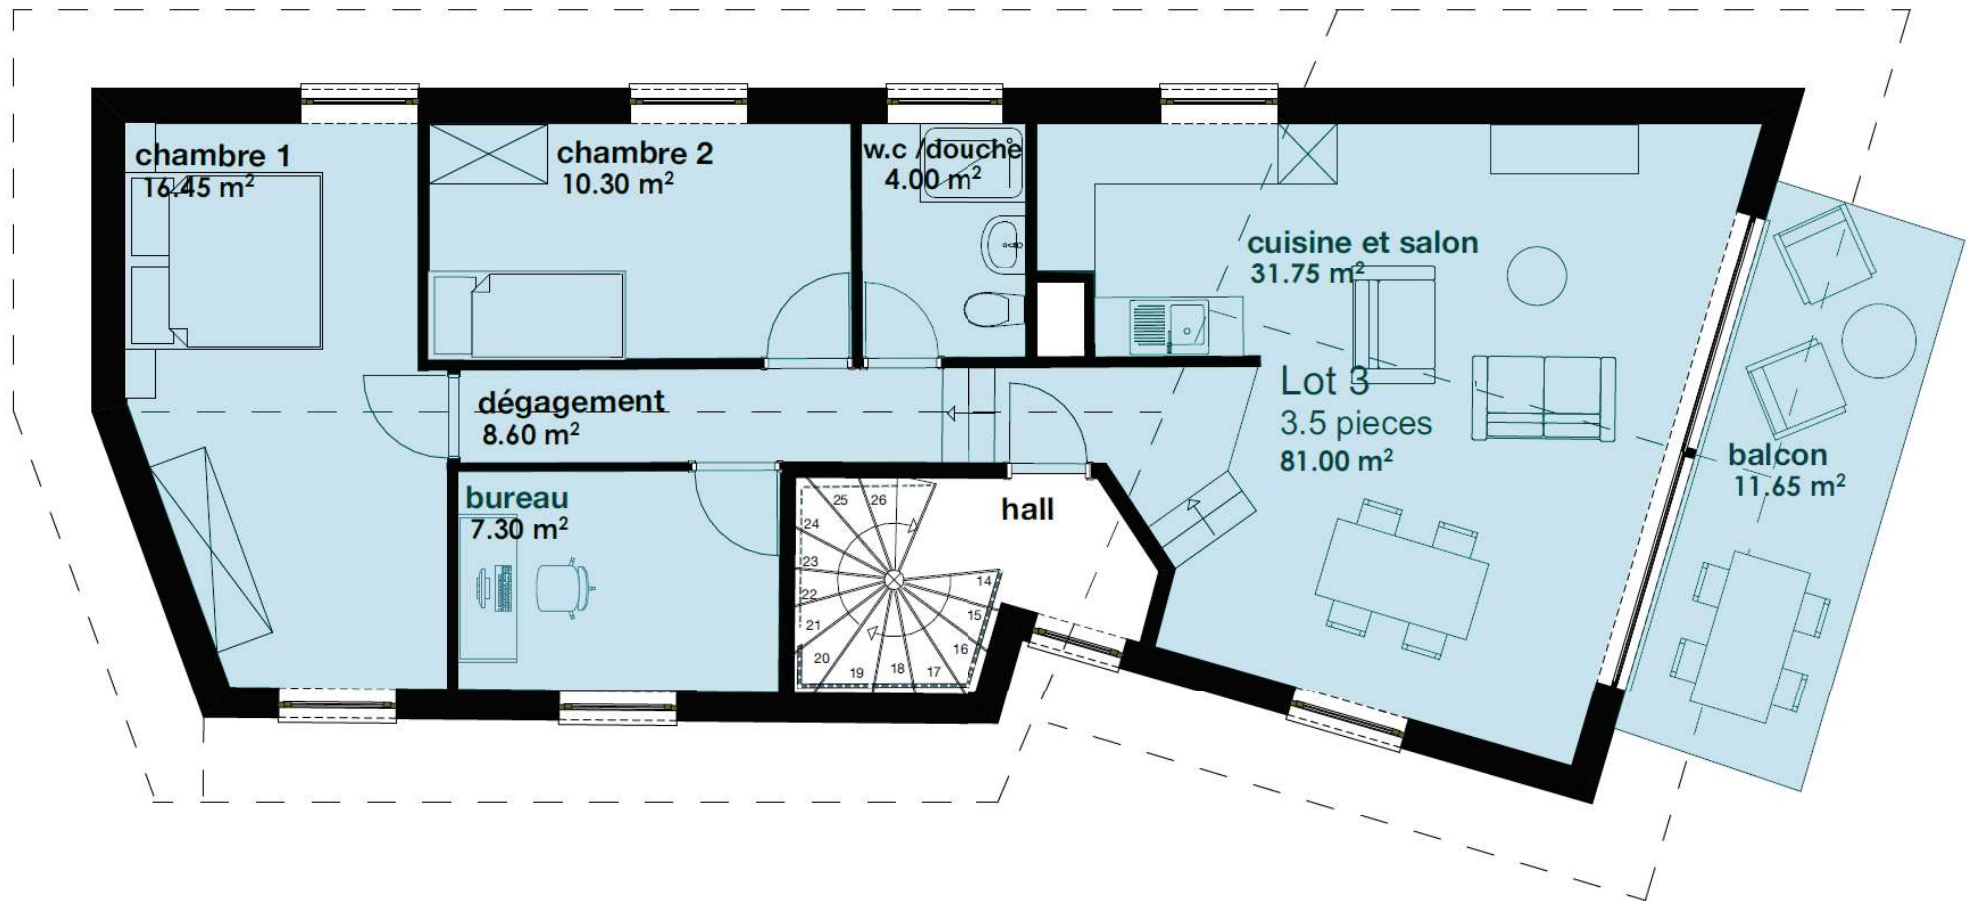 chambre 1
16.45 m²
chambre 2
10.30 m²
w.c /douche
4.00 m²
cuisine et salon
31.75 m²
Lot 3
3.5 pieces
81.00 m²
dégagement
8.60 m²
balcon
11.65 m²
bureau
7.30 m²
hall
26
25
24
23
22
21
20
19
18
17
16
15
14